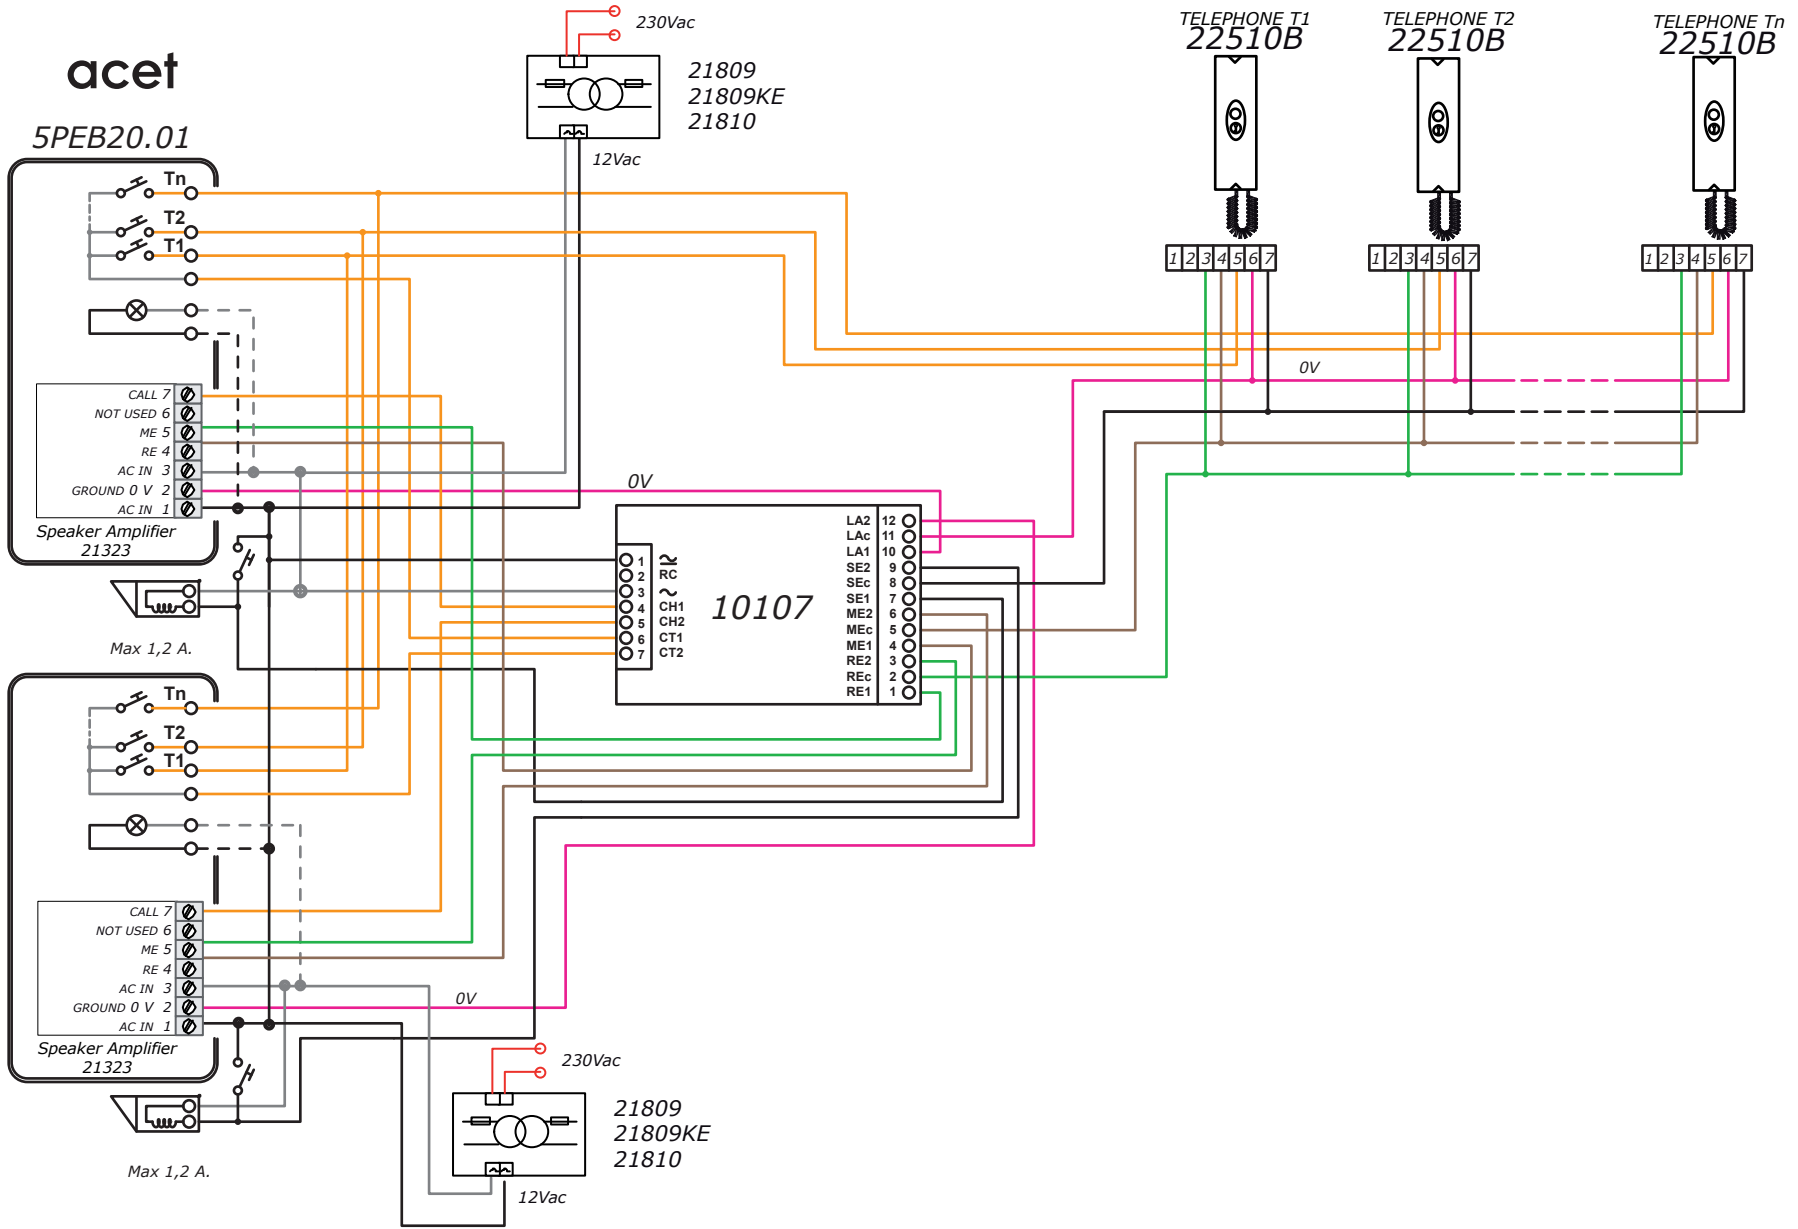 acet
5PEB20.01
Tn
T2
T1
CALL 7
NOT USED 6
ME 5
RE 4
AC IN 3
GROUND 0 V 2
AC IN 1
Speaker Amplifier
21323
Max 1,2 A.
Tn
T2
T1
CALL 7
NOT USED 6
ME 5
RE 4
AC IN 3
GROUND 0 V 2
AC IN 1
Speaker Amplifier
21323
Max 1,2 A.
230Vac
21809
21809KE
21810
12Vac
0V
1
2 RC
3
4 CH1
5 CH2
6 CT1
7 CT2
10107
LA2 12
LAc 11
LA1 10
SE2 9
SEc 8
SE1 7
ME2 6
MEc 5
ME1 4
RE2 3
REc 2
RE1 1
0V
230Vac
21809
21809KE
21810
12Vac
TELEPHONE T1
22510B
1 2 3 4 5 6 7
TELEPHONE T2
22510B
1 2 3 4 5 6 7
TELEPHONE Tn
22510B
1 2 3 4 5 6 7
0V